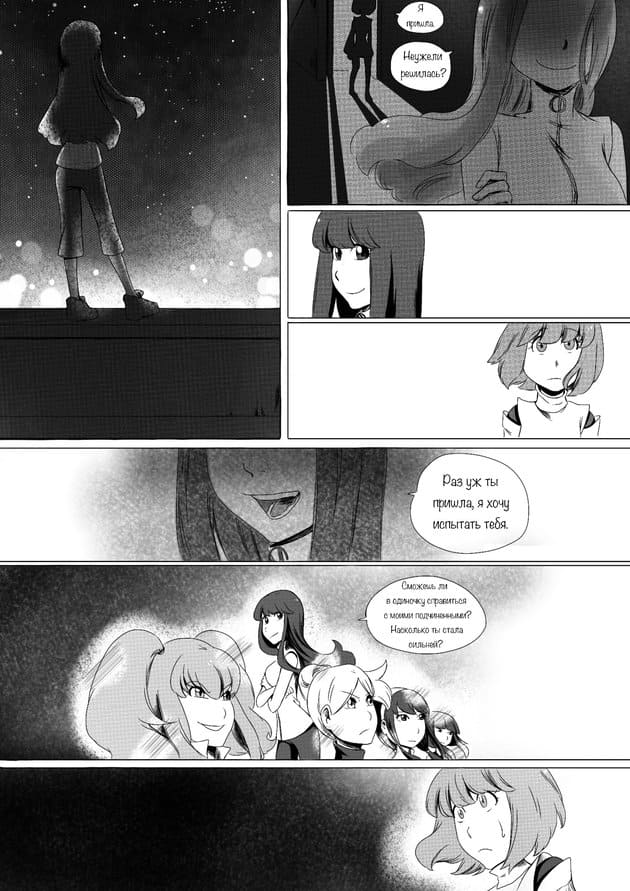 Я
пришла.
Неужели
решилась?
Раз уж ты
пришла, я хочу
испытать тебя.
Сможешь ли
в одиночку справиться
с моими подчиненными?
Насколько ты стала
сильней?